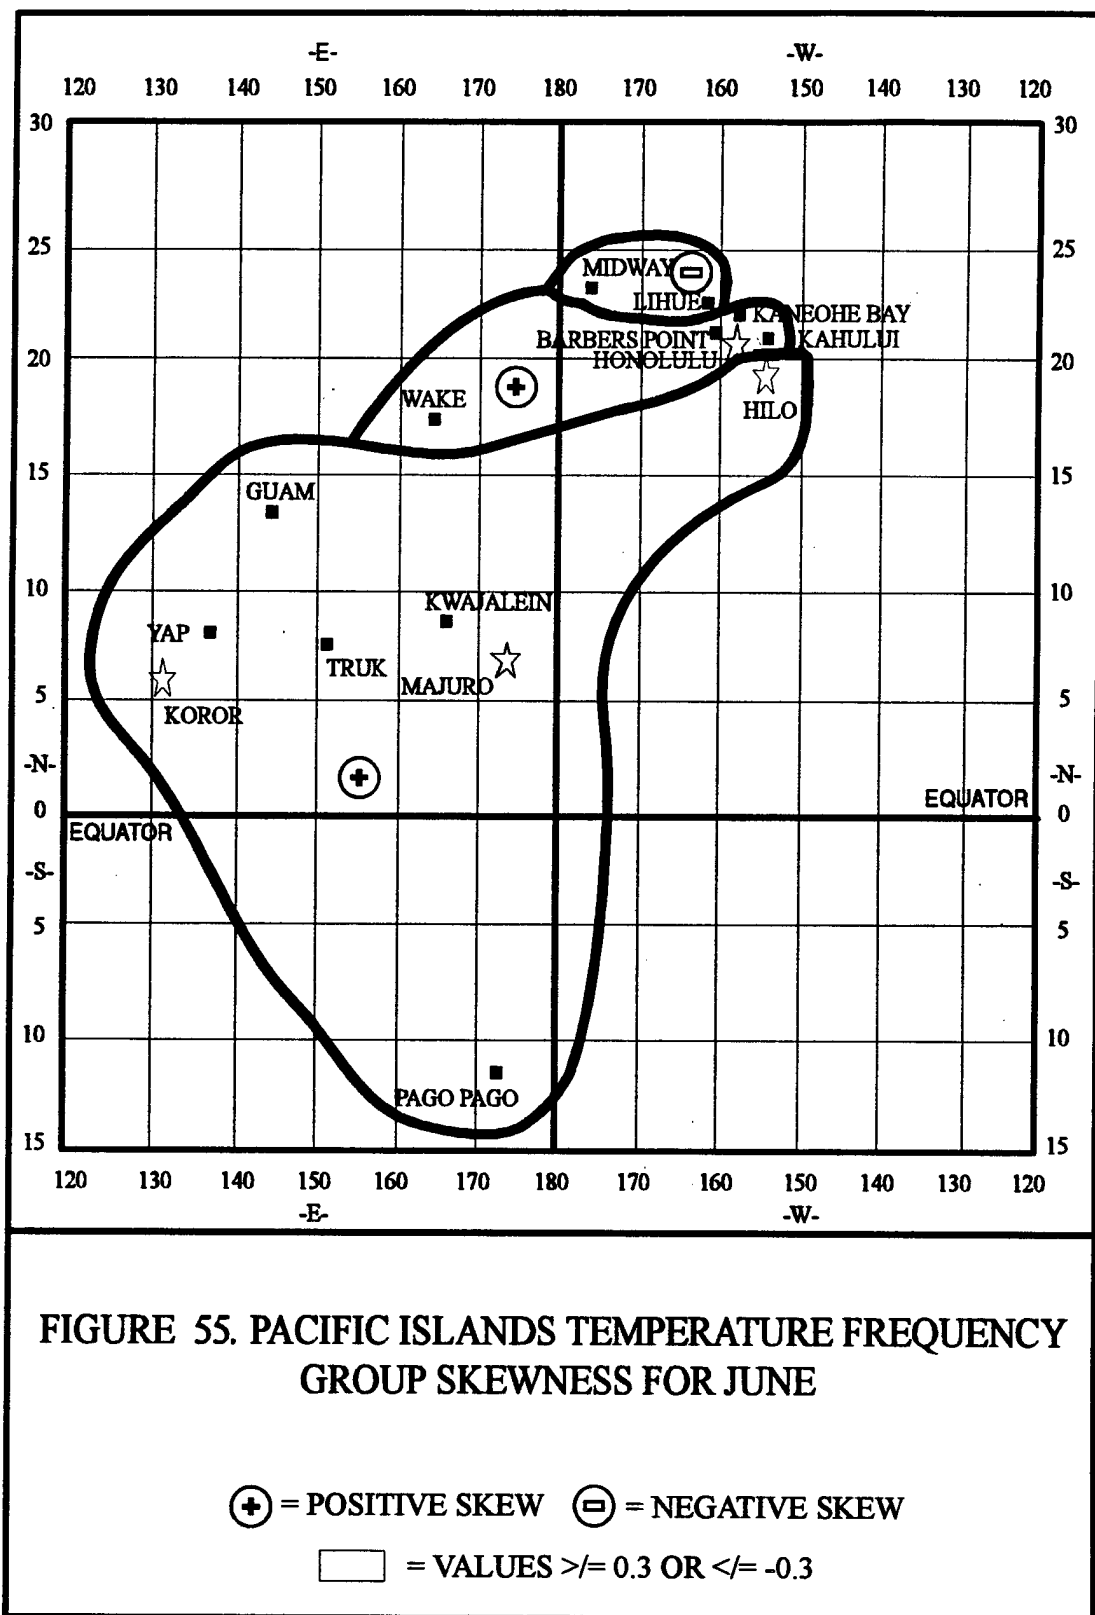 -E- -W-
120 130 140 150 160 170 180 170 160 150 140 130 120
30 30
25 25
MIDWAY
LIHUE
KANEOHE BAY
BARBERS POINT KAHULUI
20 HONOLULU 20
WAKE
HILO
15 15
GUAM
10 10
KWAJALEIN
YAP
TRUK
MAJURO
5 5
KOROR
-N- -N-
EQUATOR
0 0
EQUATOR
-S- -S-
5 5
10 10
PAGO PAGO
15 15
120 130 140 150 160 170 180 170 160 150 140 130 120
-E- -W-
FIGURE 55. PACIFIC ISLANDS TEMPERATURE FREQUENCY
GROUP SKEWNESS FOR JUNE
+ = POSITIVE SKEW - = NEGATIVE SKEW
= VALUES >/= 0.3 OR </= -0.3